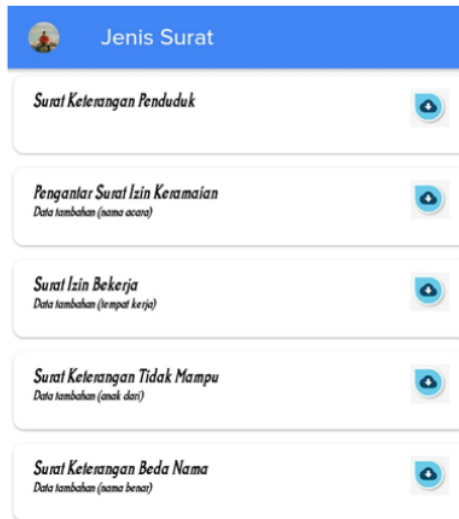 Jenis Surat
Surat Keterangan Penduduk
Pengantar Surat Izin Keramaian
Data tambahan (nama acara)
Surat Izin Bekerja
Data tambahan (tempat kerja)
Surat Keterangan Tidak Mampu
Data tambahan (anak dari)
Surat Keterangan Beda Nama
Data tambahan (nama benar)